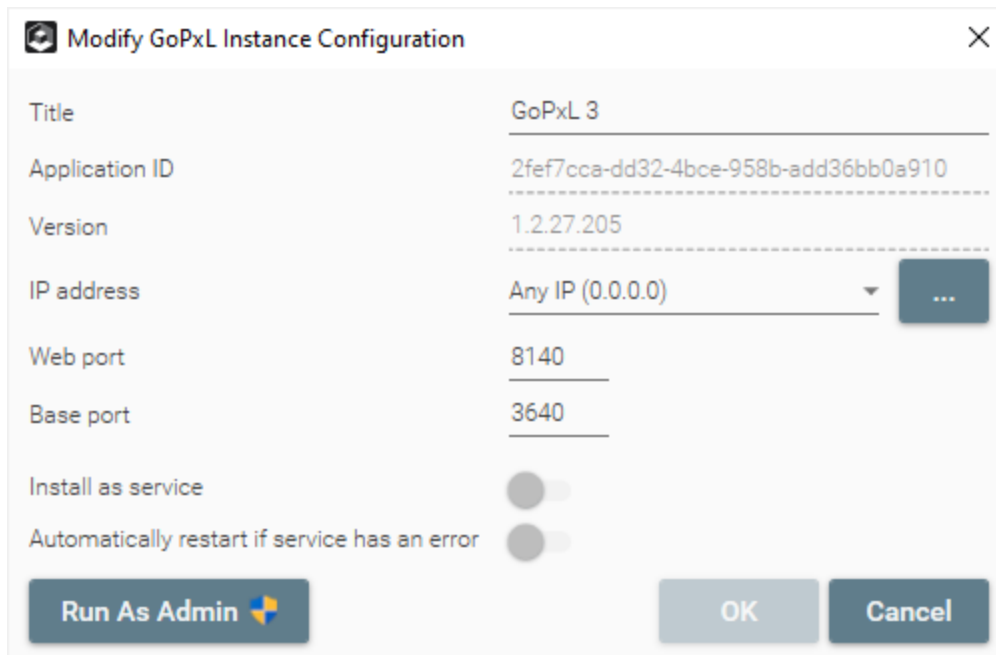 Modify GoPxL Instance Configuration
Title GoPxL 3
Application ID 2fef7cca-dd32-4bce-958b-add36bb0a910
Version 1.2.27.205
IP address Any IP (0.0.0.0) ...
Web port 8140
Base port 3640
Install as service
Automatically restart if service has an error
Run As Admin OK Cancel